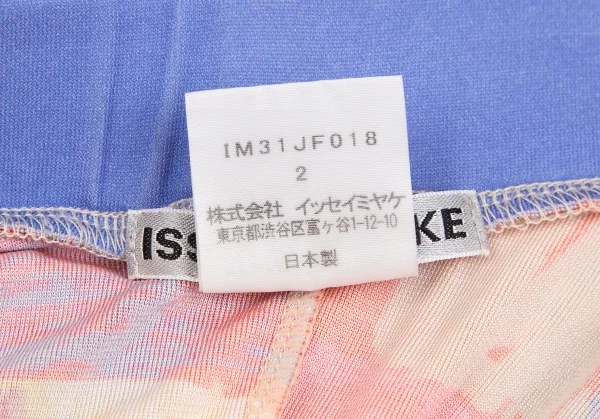 IM31JF018
2
株式会社 イッセイミヤケ
東京都渋谷区富ヶ谷1-12-10
日本製
ISS KE